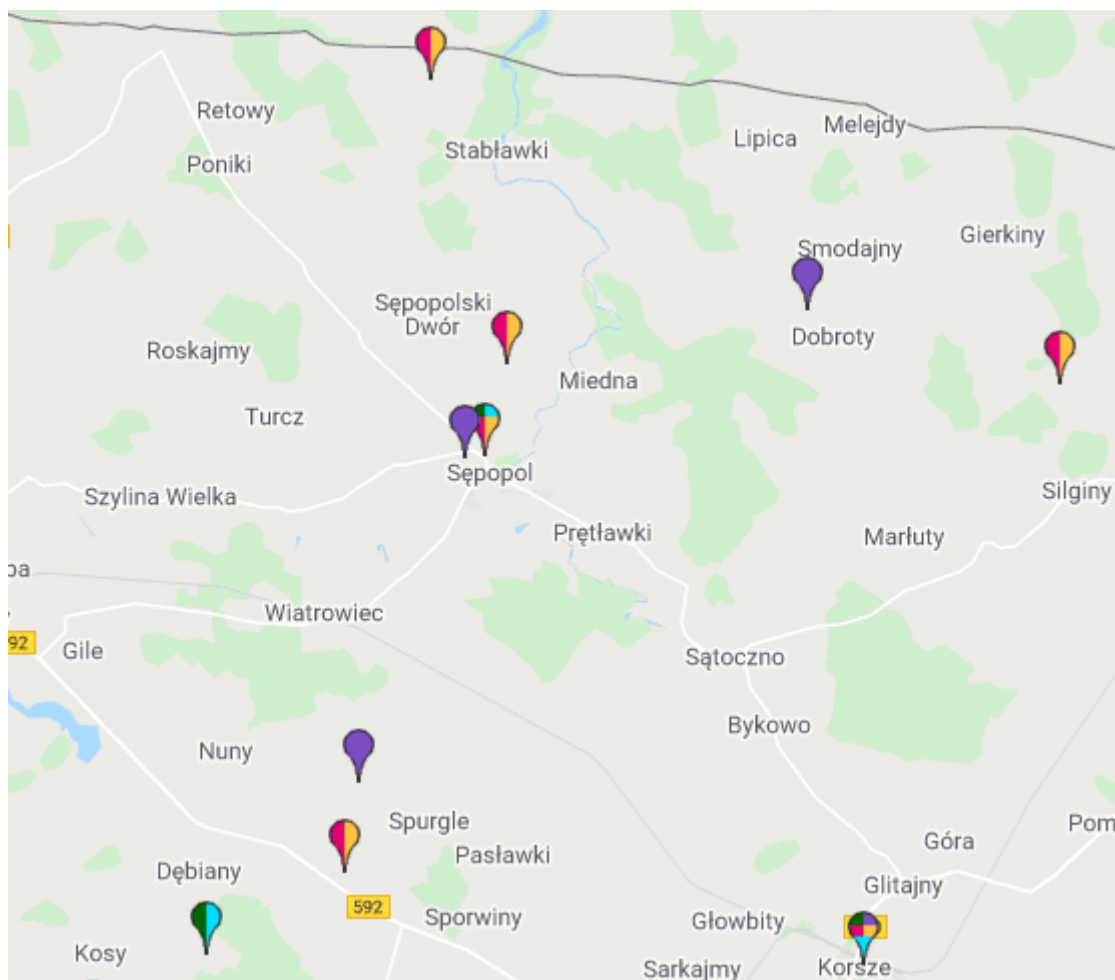 Retowy
Melejdy
Lipica
Stabławki
Poniki
Gierkiny
Smodajny
Sępopolski
Dwór
Dobroty
Roskajmy
Miedna
Turcz
Sępopol
Silginy
Szylina Wielka
Prętławki
Marłuty
Wiatrowiec
92
Gile
Sątoczno
Bykowo
Nuny
Spurgle
Pom
Góra
Pasławki
Dębiany
Glitajny
592
Sporwiny
Głowbity
Kosy
Sarkajmy
Korsze